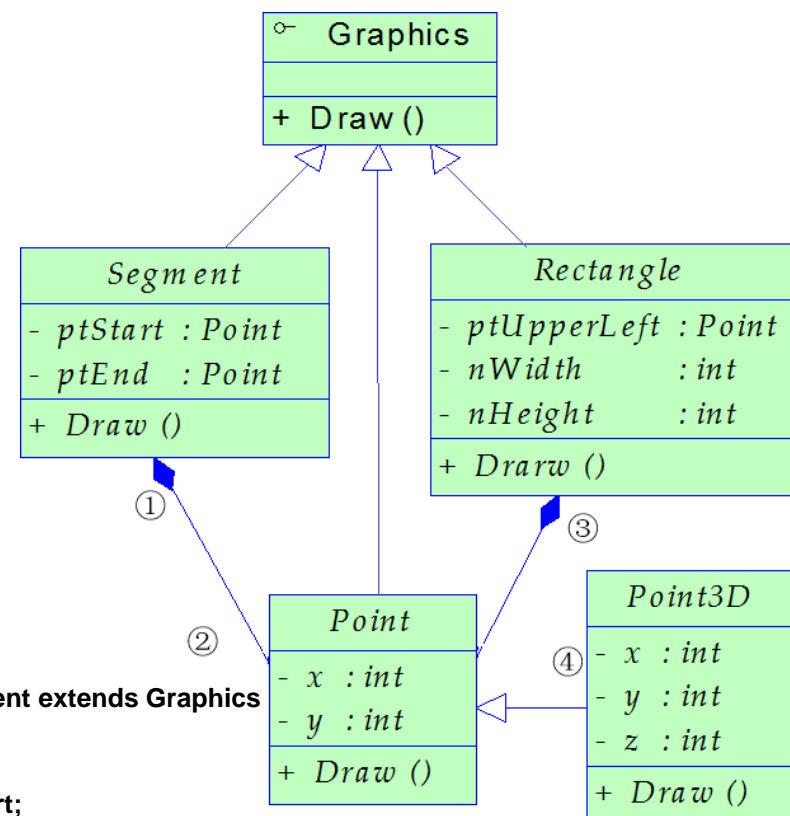 Graphics
+ Draw ()
Segment
- ptStart : Point
- ptEnd : Point
+ Draw ()
Rectangle
- ptUpperLeft : Point
- nWidth : int
- nHeight : int
+ Drarw ()
①
③
②
Point
- x : int
- y : int
+ Draw ()
④
Point3D
- x : int
- y : int
- z : int
+ Draw ()
ent extends Graphics
rt;